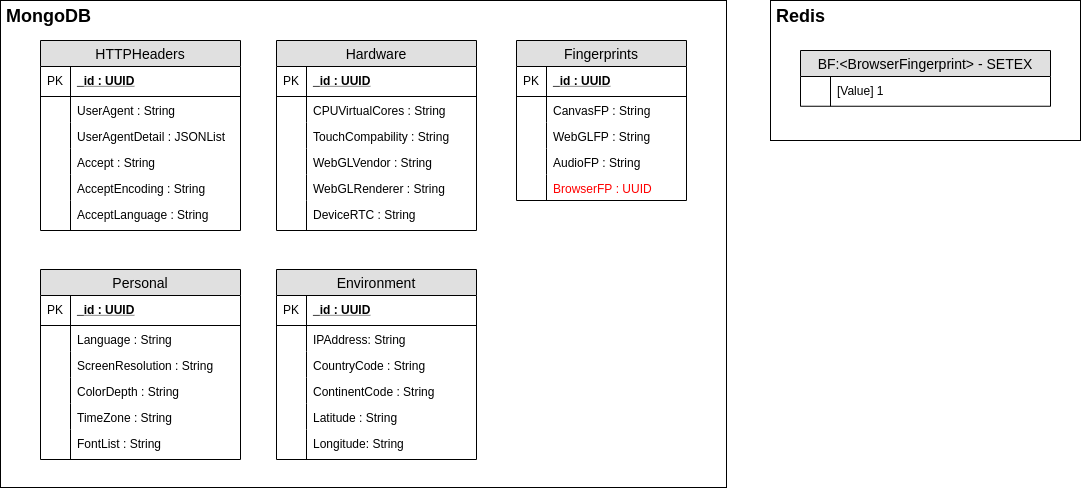 MongoDB
HTTPHeaders
PK _id : UUID
UserAgent : String
UserAgentDetail : JSONList
Accept : String
AcceptEncoding : String
AcceptLanguage : String
Hardware
PK _id : UUID
CPUVirtualCores : String
TouchCompability : String
WebGLVendor : String
WebGLRenderer : String
DeviceRTC : String
Fingerprints
PK _id : UUID
CanvasFP : String
WebGLFP : String
AudioFP : String
BrowserFP : UUID
Personal
PK _id : UUID
Language : String
ScreenResolution : String
ColorDepth : String
TimeZone : String
FontList : String
Environment
PK _id : UUID
IPAddress: String
CountryCode : String
ContinentCode : String
Latitude : String
Longitude: String
Redis
BF:<BrowserFingerprint> - SETEX
[Value] 1